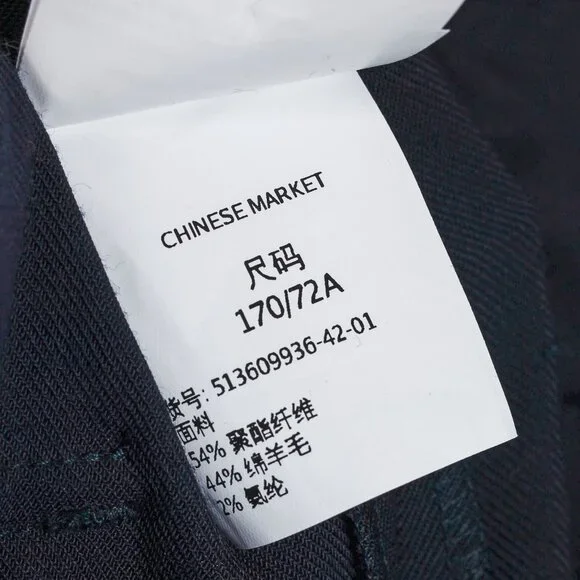 CHINESE MARKET
尺码
170/72A
货号: 513609936-42-01
面料
54% 聚酯纤维
44% 绵羊毛
2% 氨纶